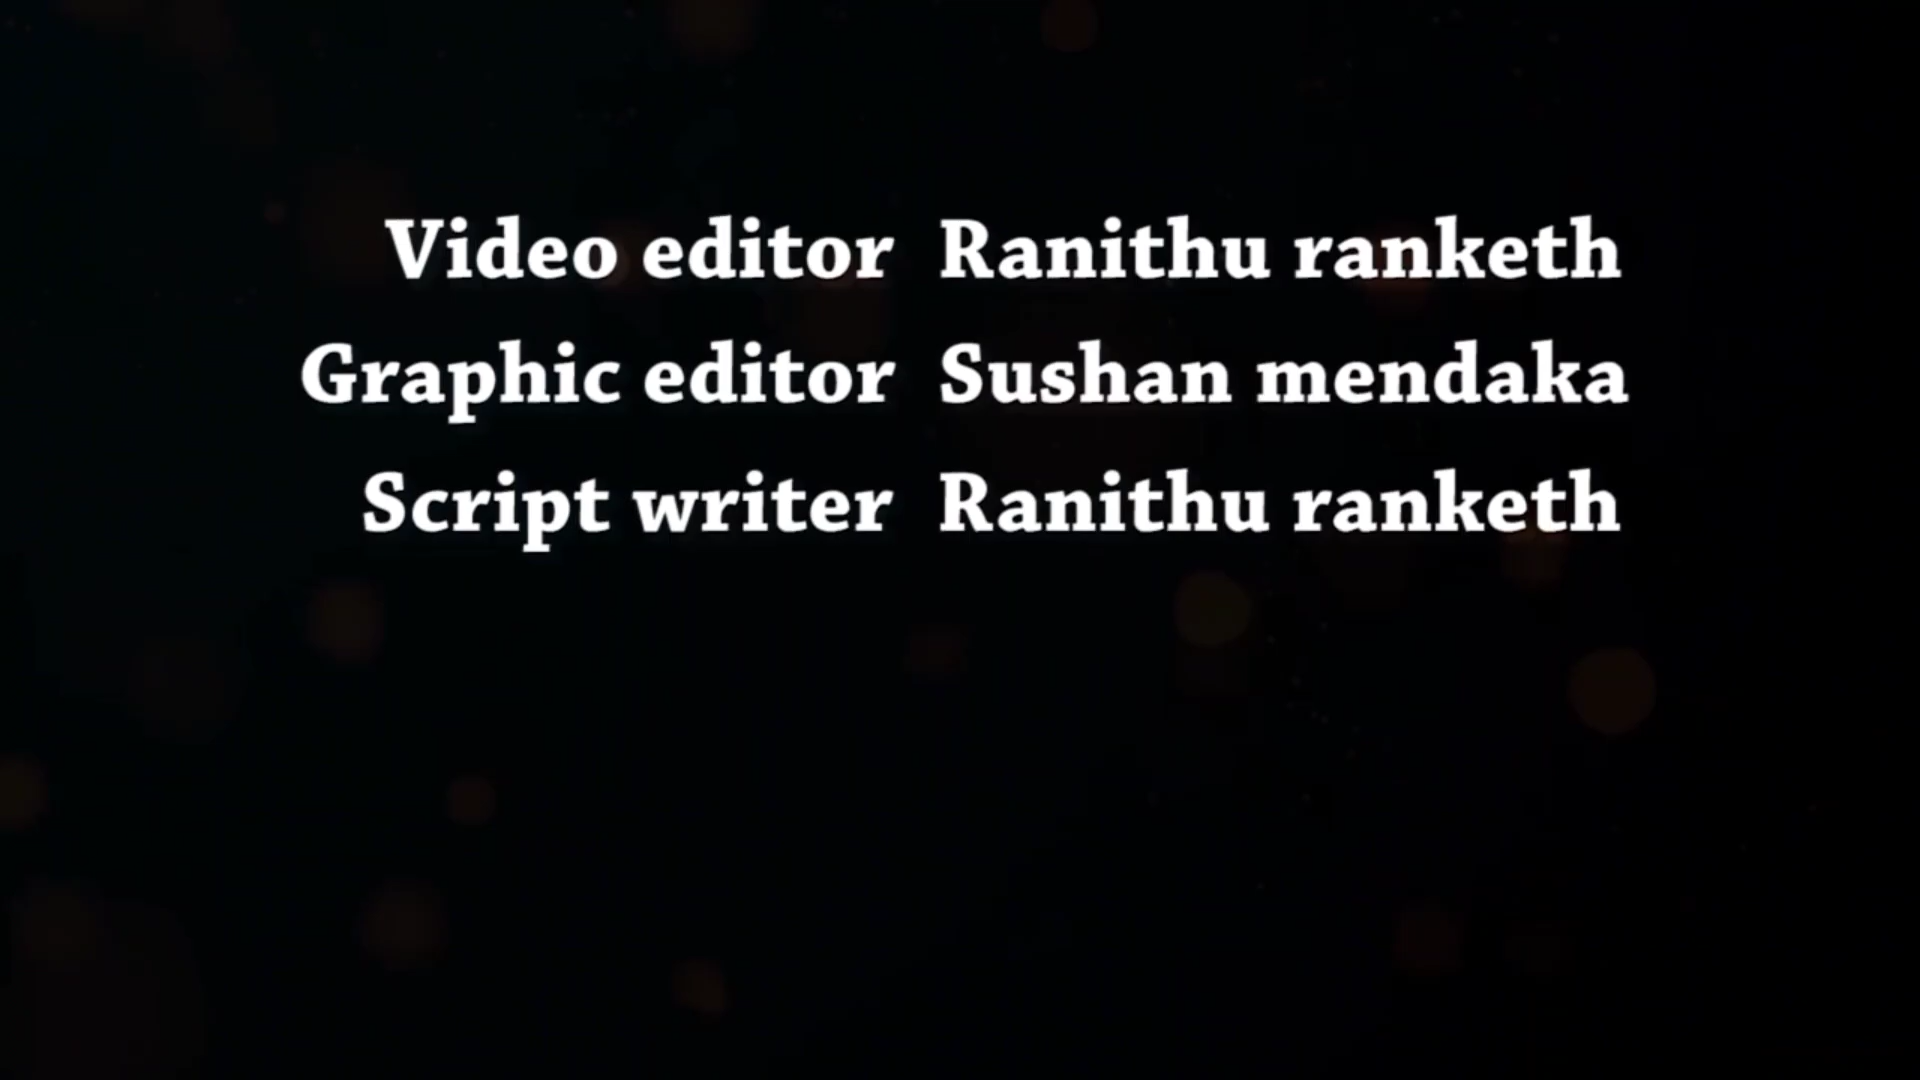 Video editor Ranithu ranketh
Graphic editor Sushan mendaka
Script writer Ranithu ranketh